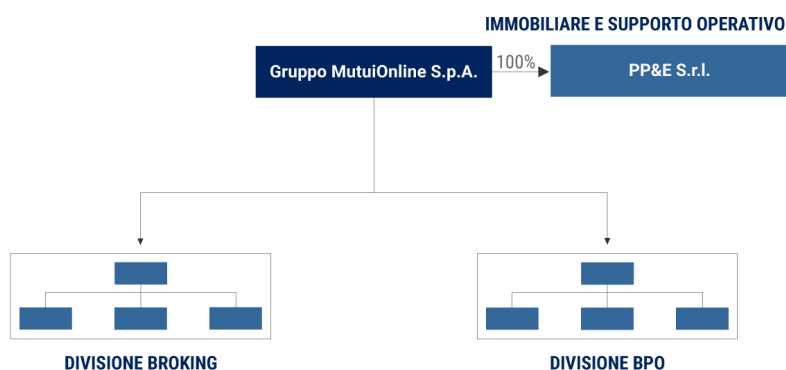 IMMOBILIARE E SUPPORTO OPERATIVO
Gruppo MutuiOnline S.p.A.
100%
PP&E S.r.l.
DIVISIONE BROKING
DIVISIONE BPO